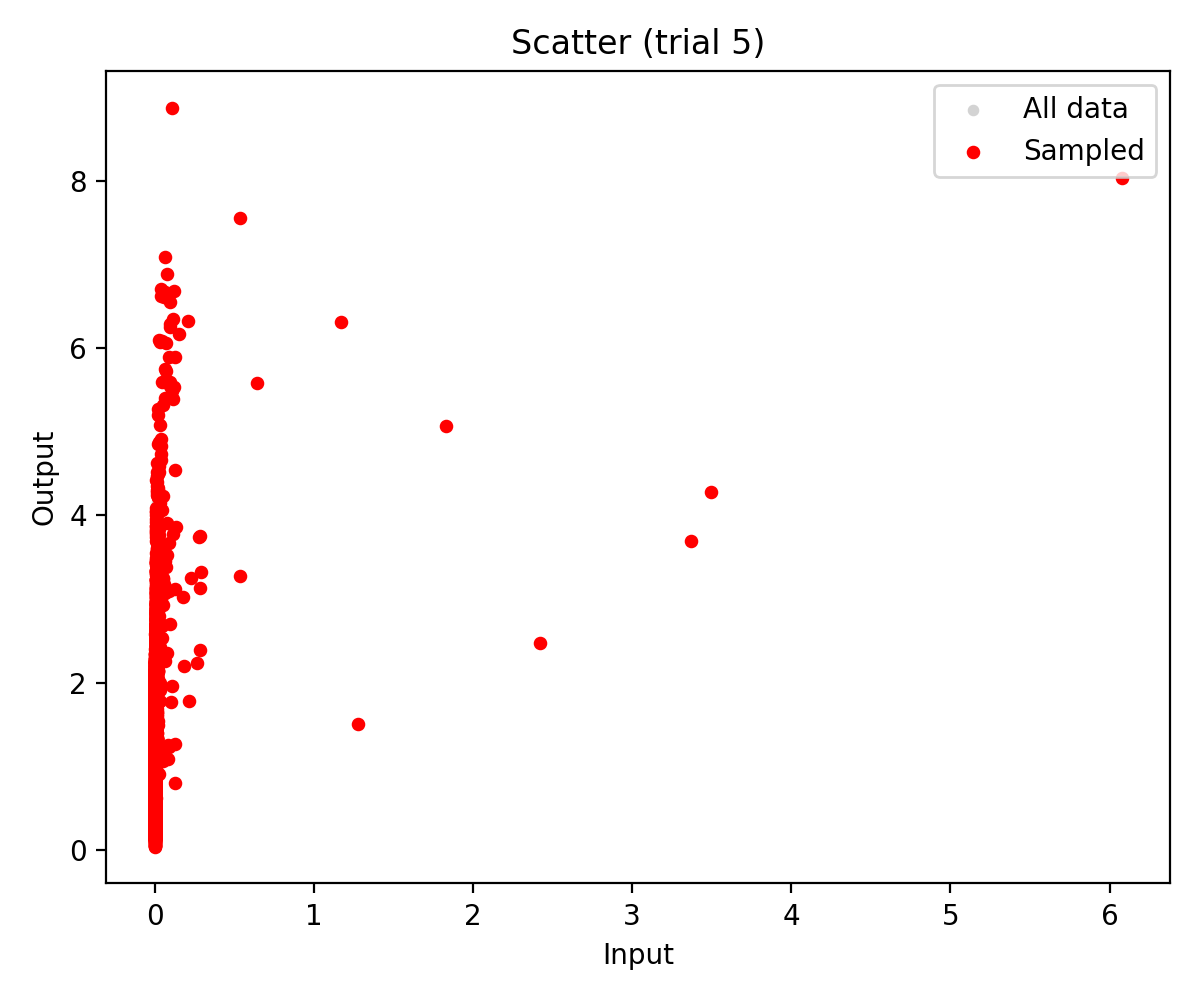 Scatter (trial 5)
All data
Sampled
8
6
4
2
0
Output
0 1 2 3 4 5 6
Input